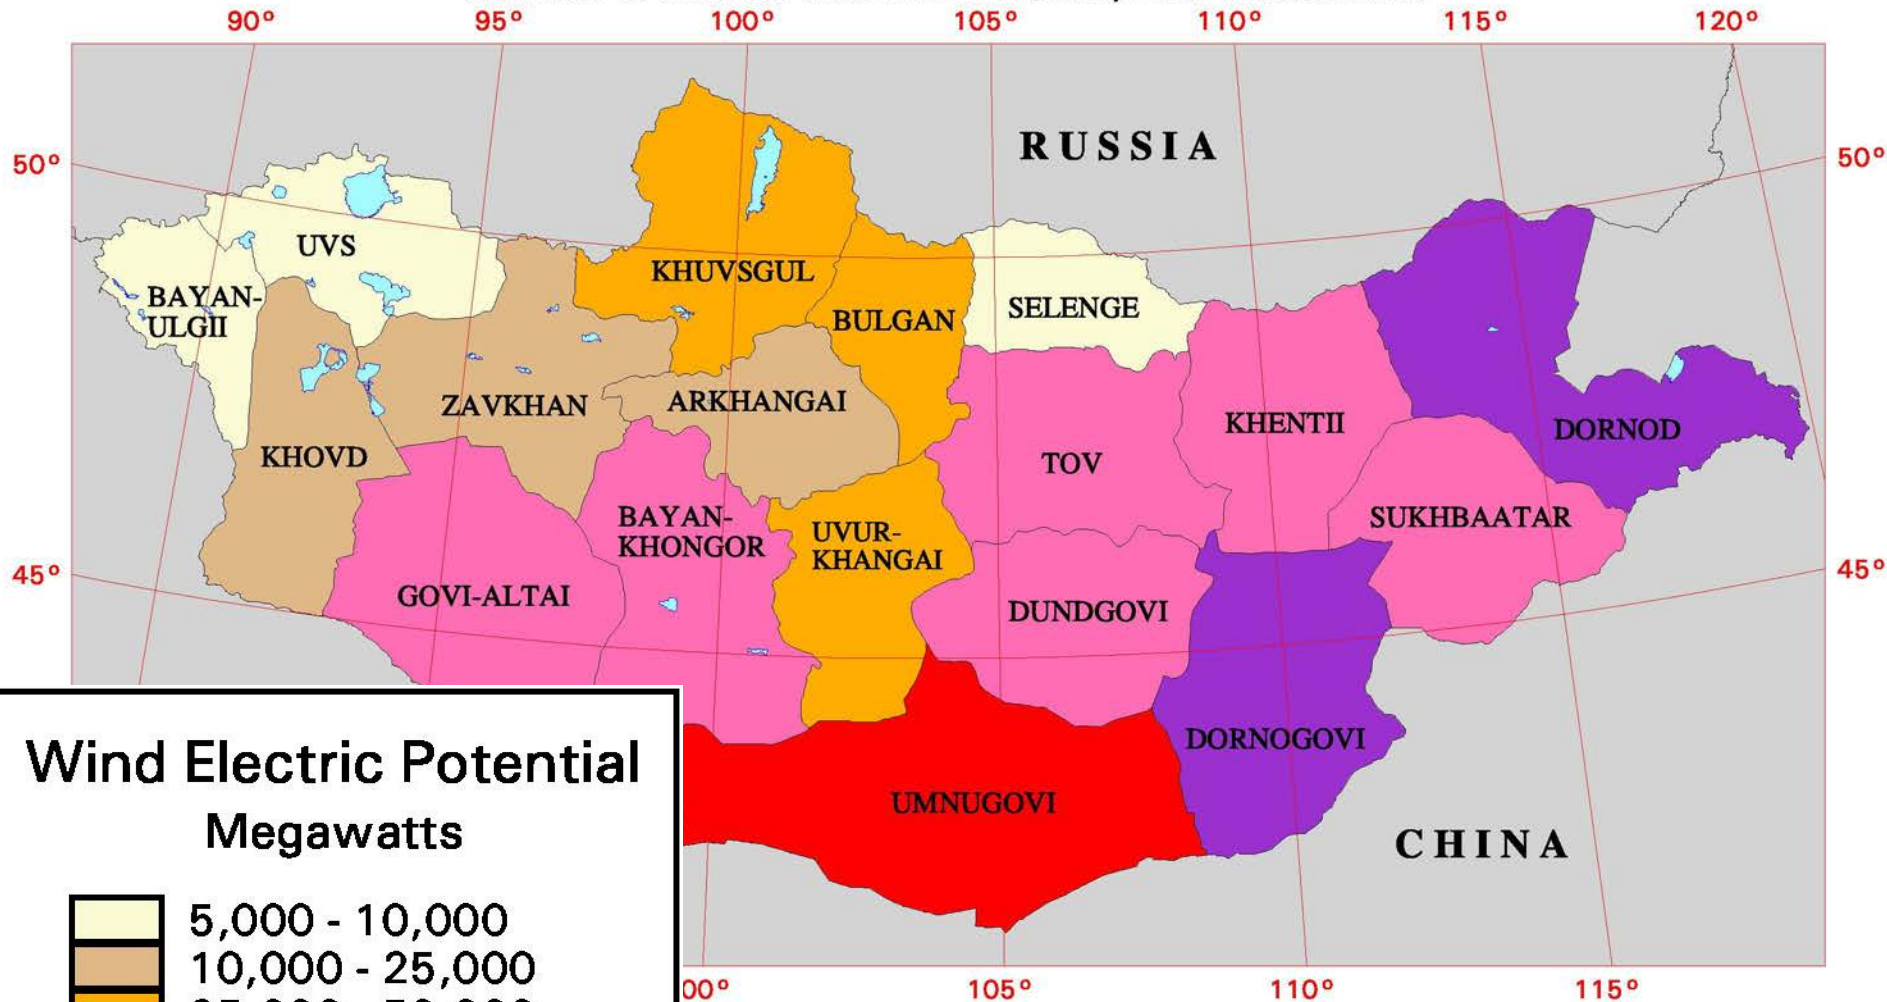 90° 95° 100° 105° 110° 115° 120°
RUSSIA
50° 50°
UVS
KHUVSGUL
BAYAN-
ULGII
SELENGE
BULGAN
ZAVKHAN
ARKHANGAI
KHENTII
DORNOD
KHOVD
TOV
BAYAN-
KHONGOR
UVUR-
KHANGAI
SUKHBAATAR
45° 45°
GOVI-ALTAI
DUNDGOVI
DORNOGOVI
UMNUGOVI
CHINA
Wind Electric Potential
Megawatts
5,000 - 10,000
10,000 - 25,000
00° 105° 110° 115°